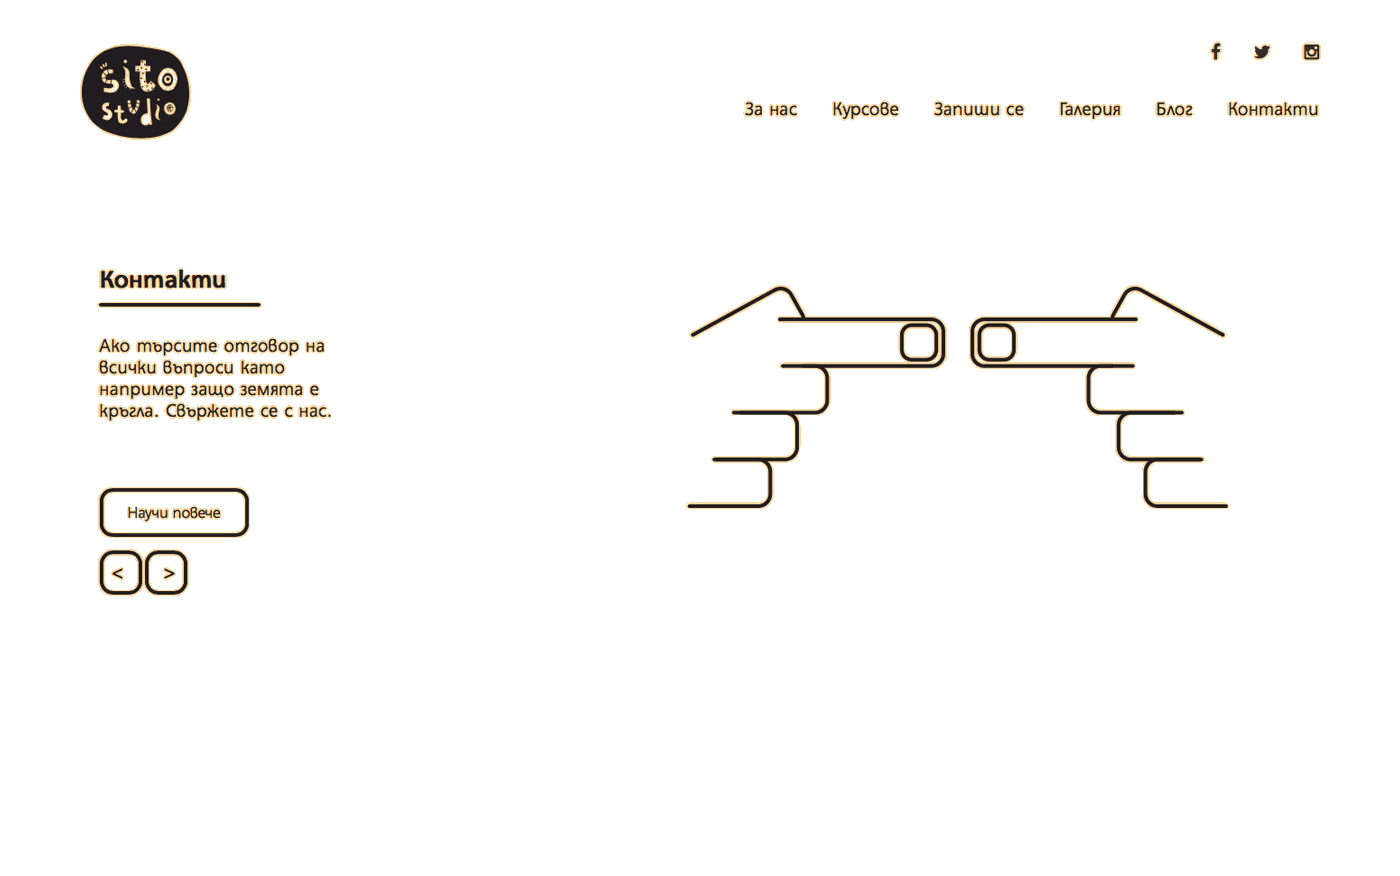 sito
studio
За нас Курсове Запиши се Галерия Блог Контакти
Контакти
Ако търсите отговор на
всички въпроси като
например защо земята е
кръгла. Свържете се с нас.
Научи повече
< >